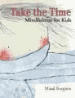 Take the Time
Mindfulness for Kids
Maud Roegiers